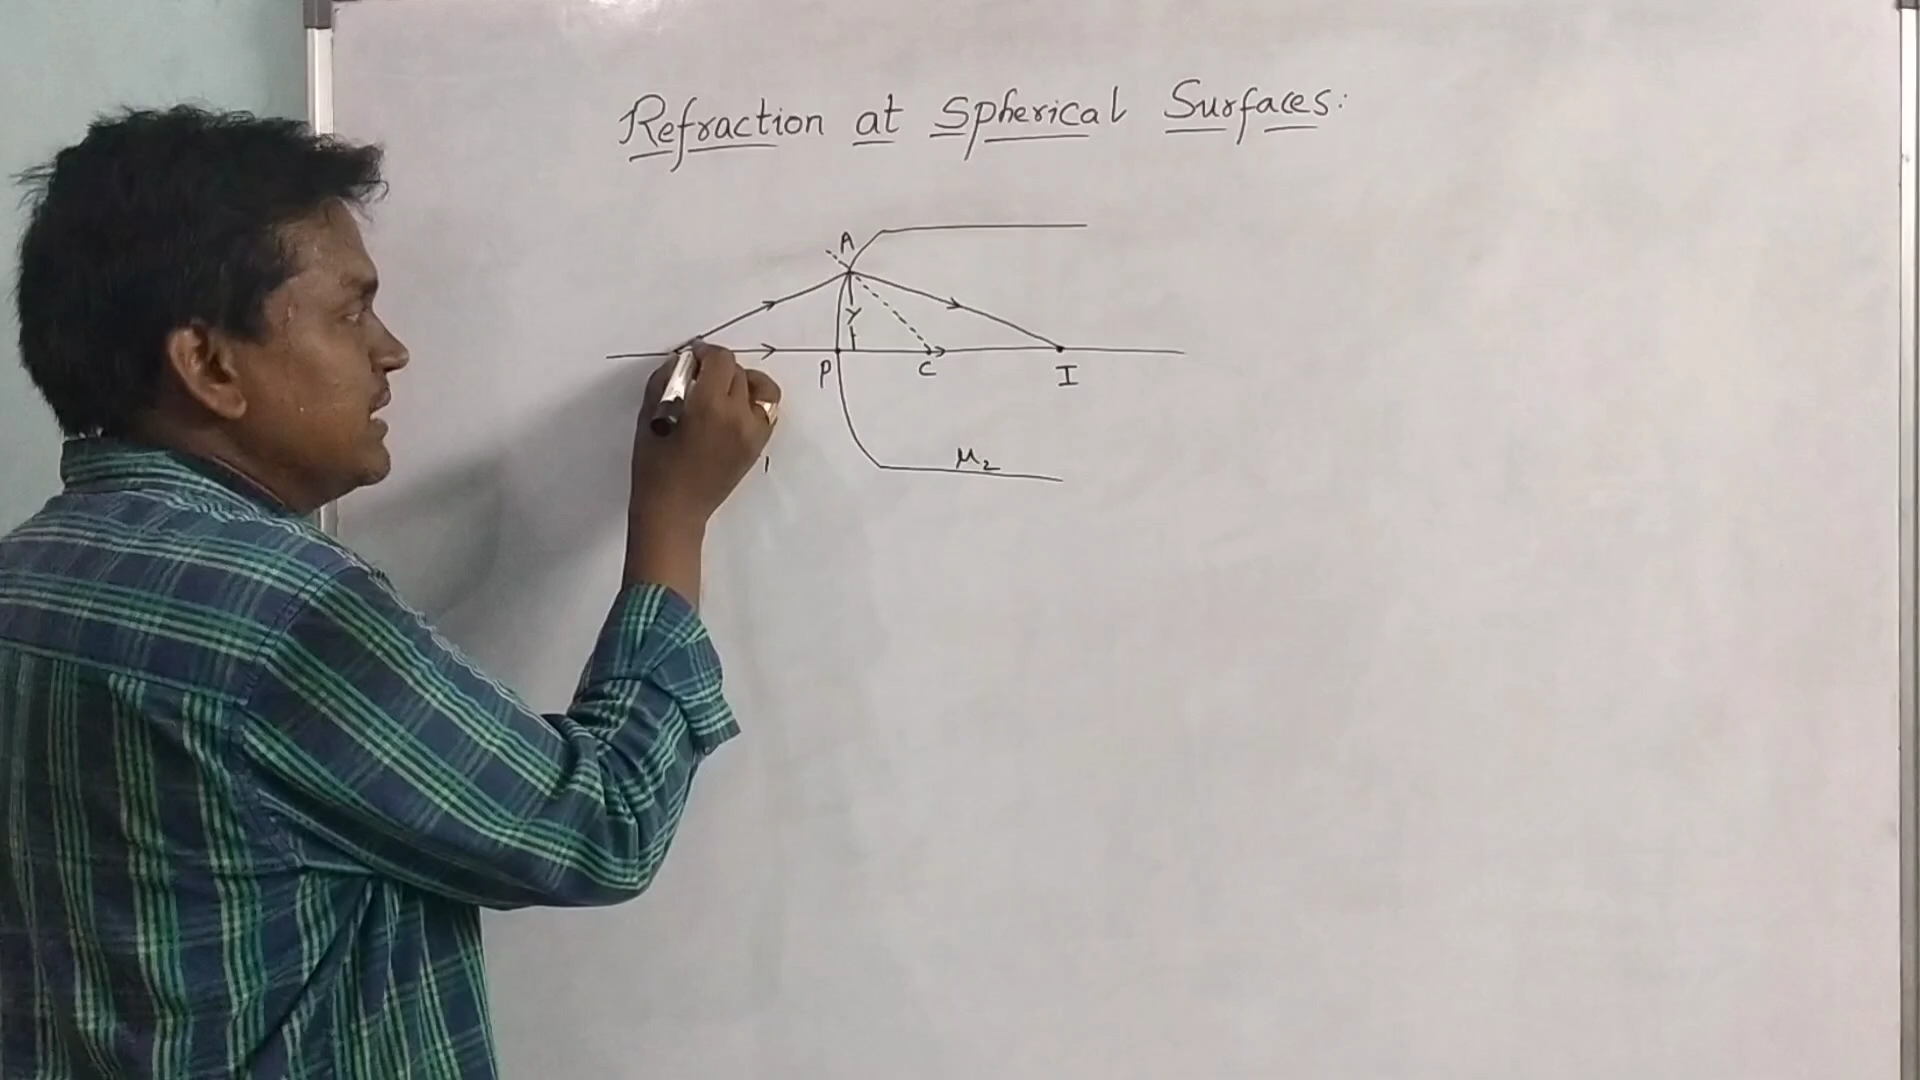 Refraction at Spherical Surfaces:
A
y
P C I
μ₂